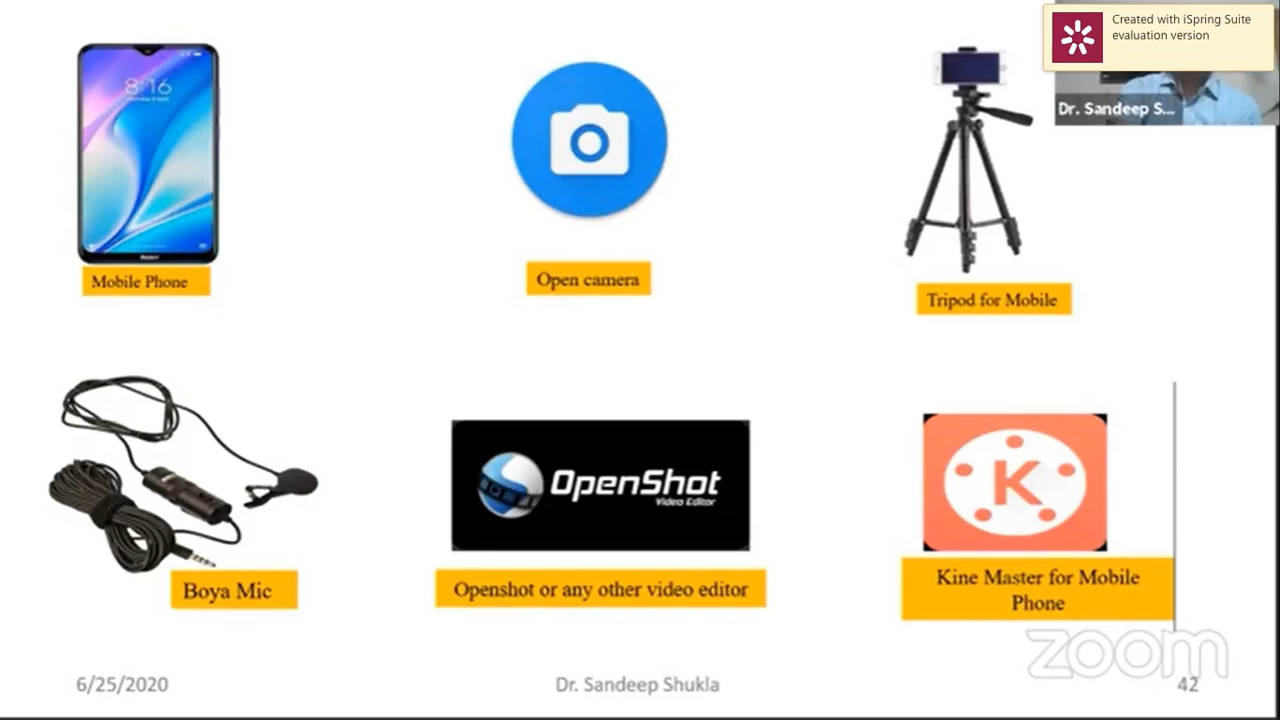 Created with iSpring Suite
evaluation version
Dr. Sandeep S...
8:16
Mobile Phone
Open camera
Tripod for Mobile
OpenShot
Video Editor
K
Boya Mic
Openshot or any other video editor
Kine Master for Mobile
Phone
zoom
6/25/2020
Dr. Sandeep Shukla
42